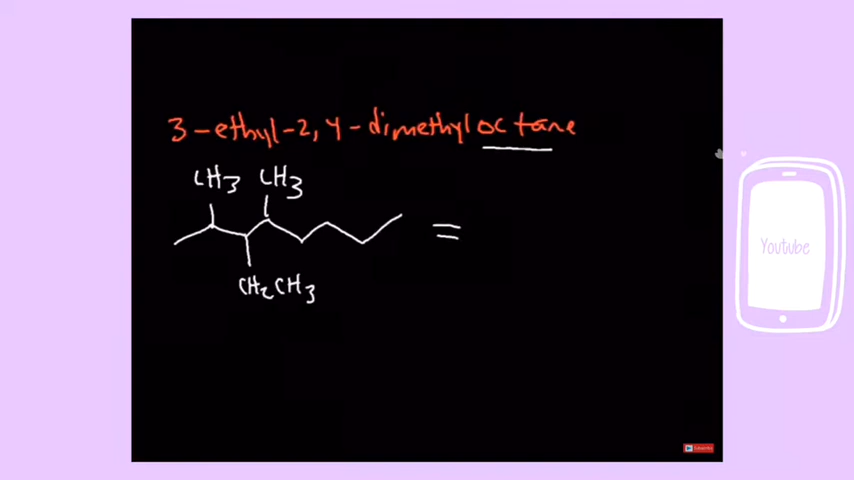 3-ethyl-2,4-dimethyloctane
CH3 CH3
=
CH2CH3
Youtube